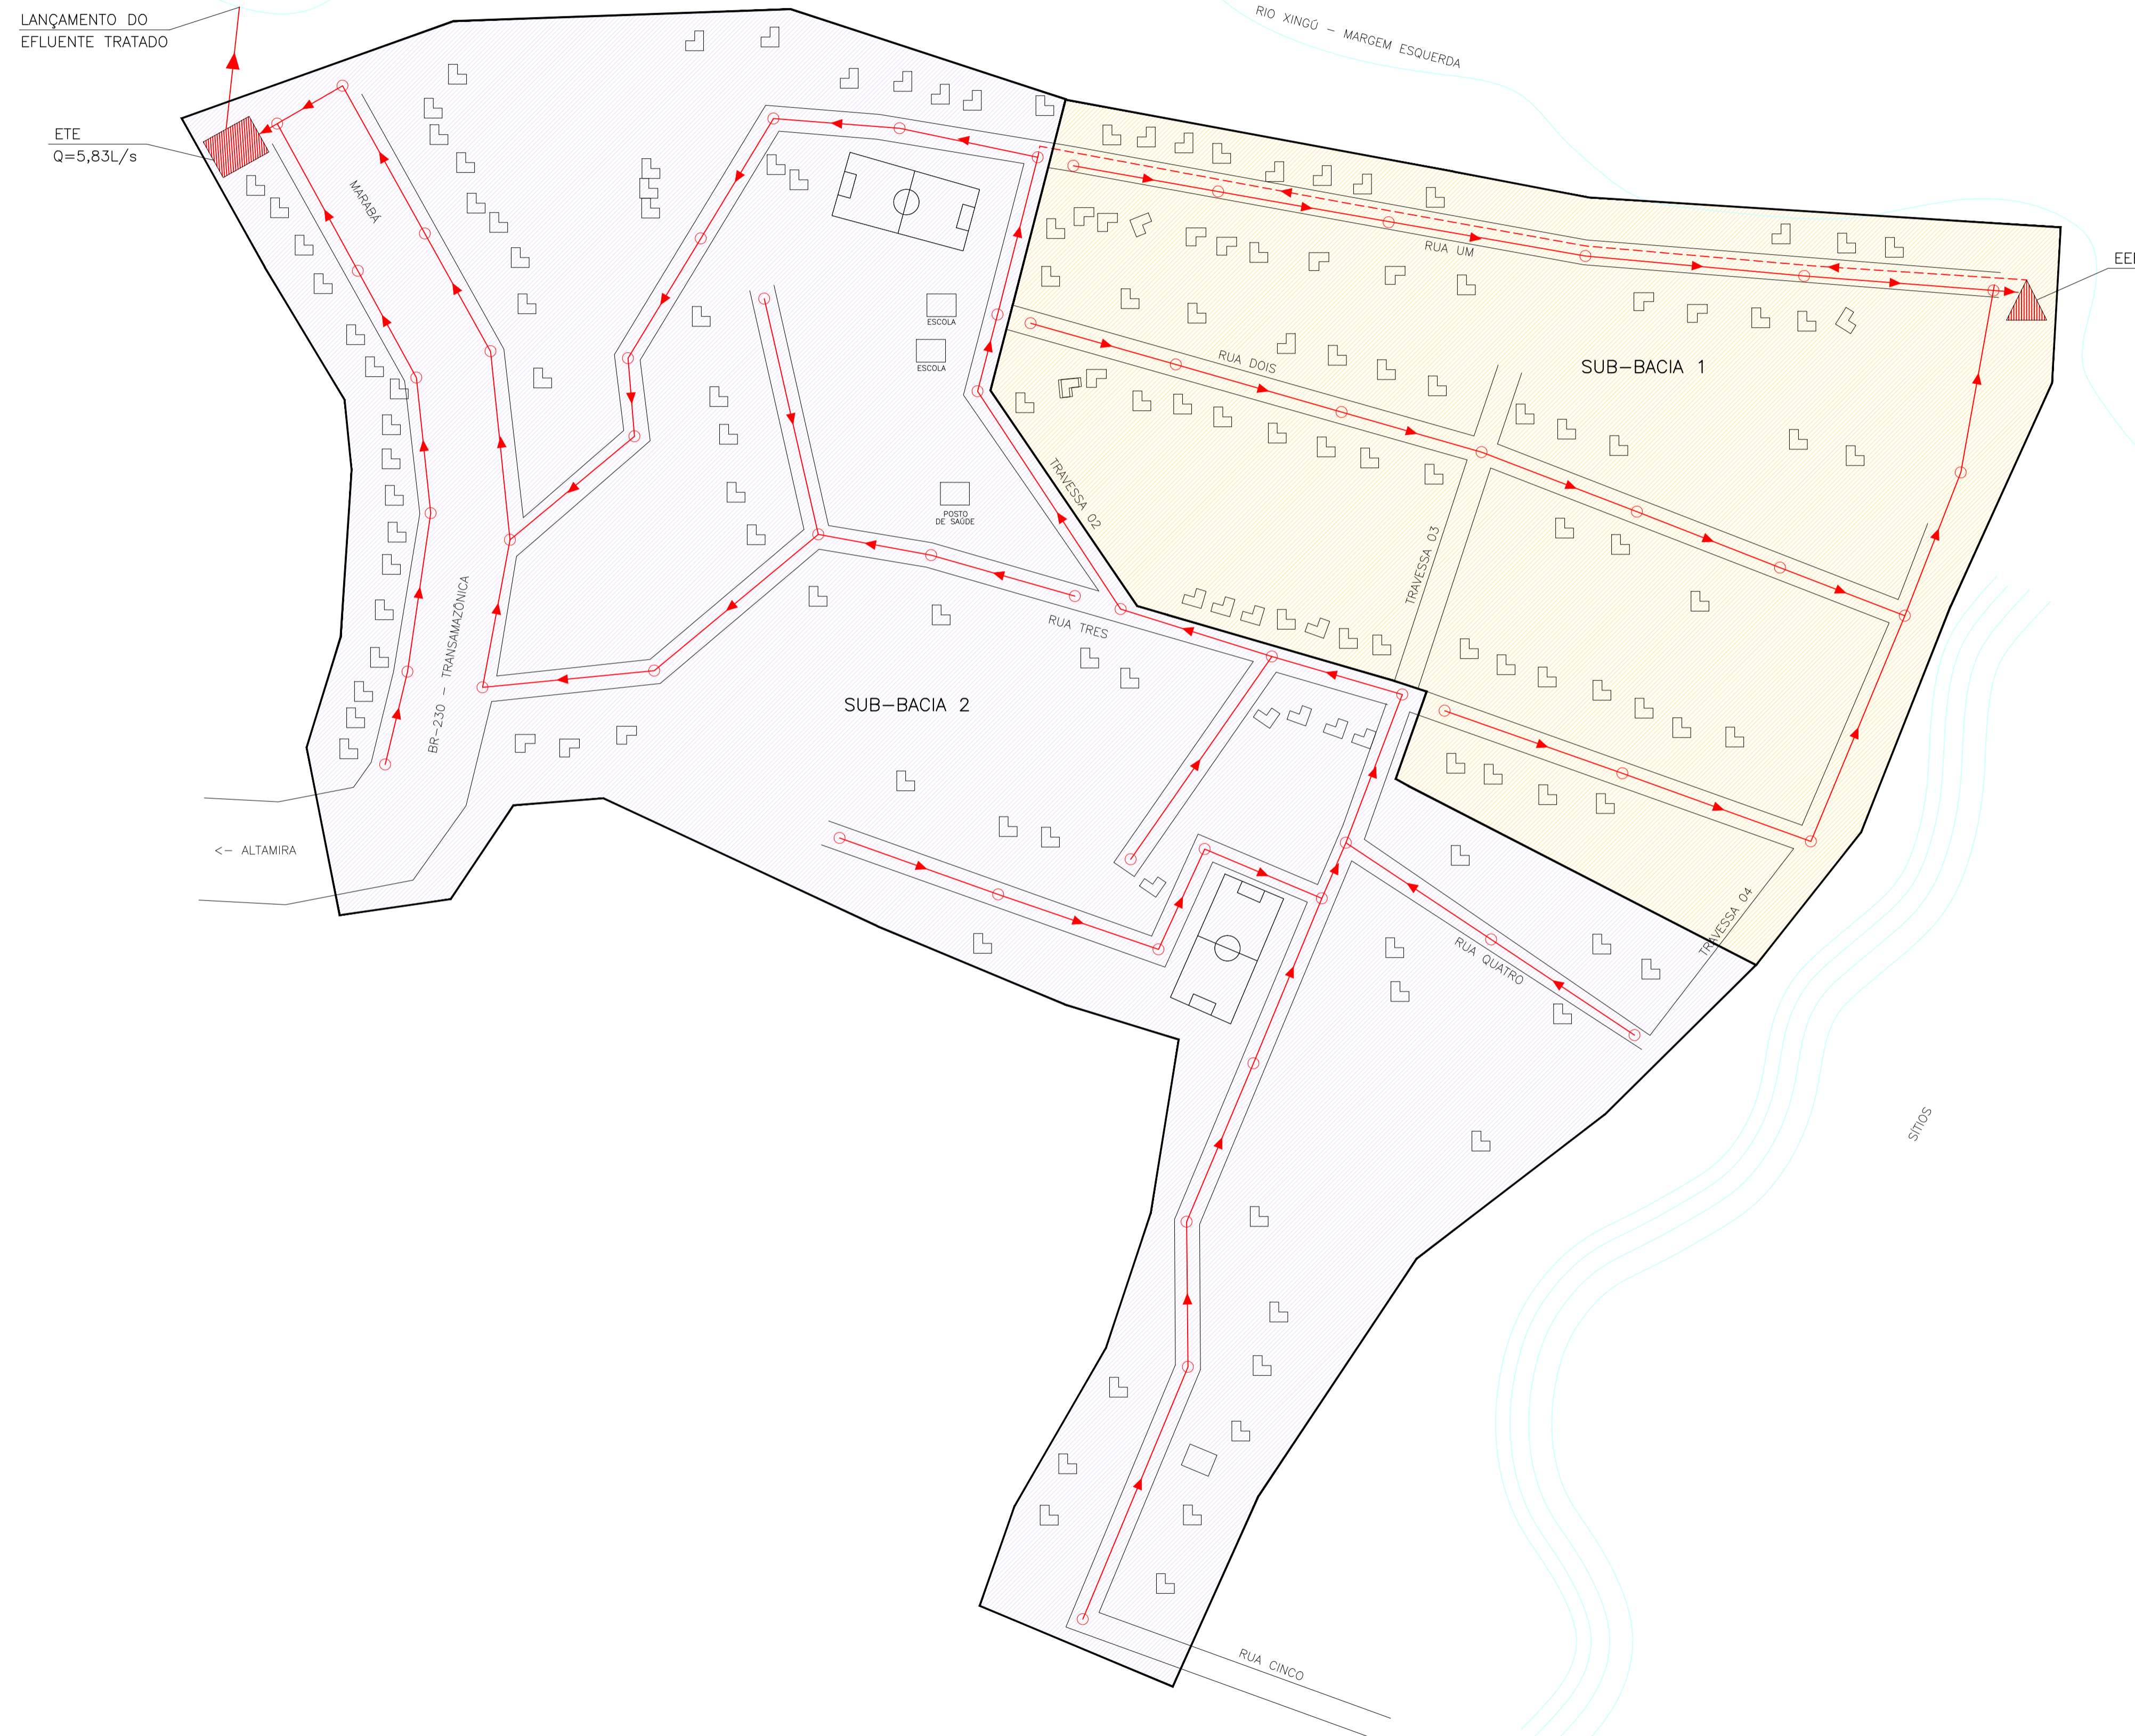 LANÇAMENTO DO
EFLUENTE TRATADO
RIO XINGÚ - MARGEM ESQUERDA
ETE
Q=5,83L/s
MARABÁ
RUA UM
ESCOLA
ESCOLA
RUA DOIS
SUB-BACIA 1
TRAVESSA 02
POSTO
DE SAÚDE
TRAVESSA 03
BR-230 - TRANSAMAZÔNICA
RUA TRES
SUB-BACIA 2
<- ALTAMIRA
RUA QUATRO
TRAVESSA 04
SÍTIOS
RUA CINCO